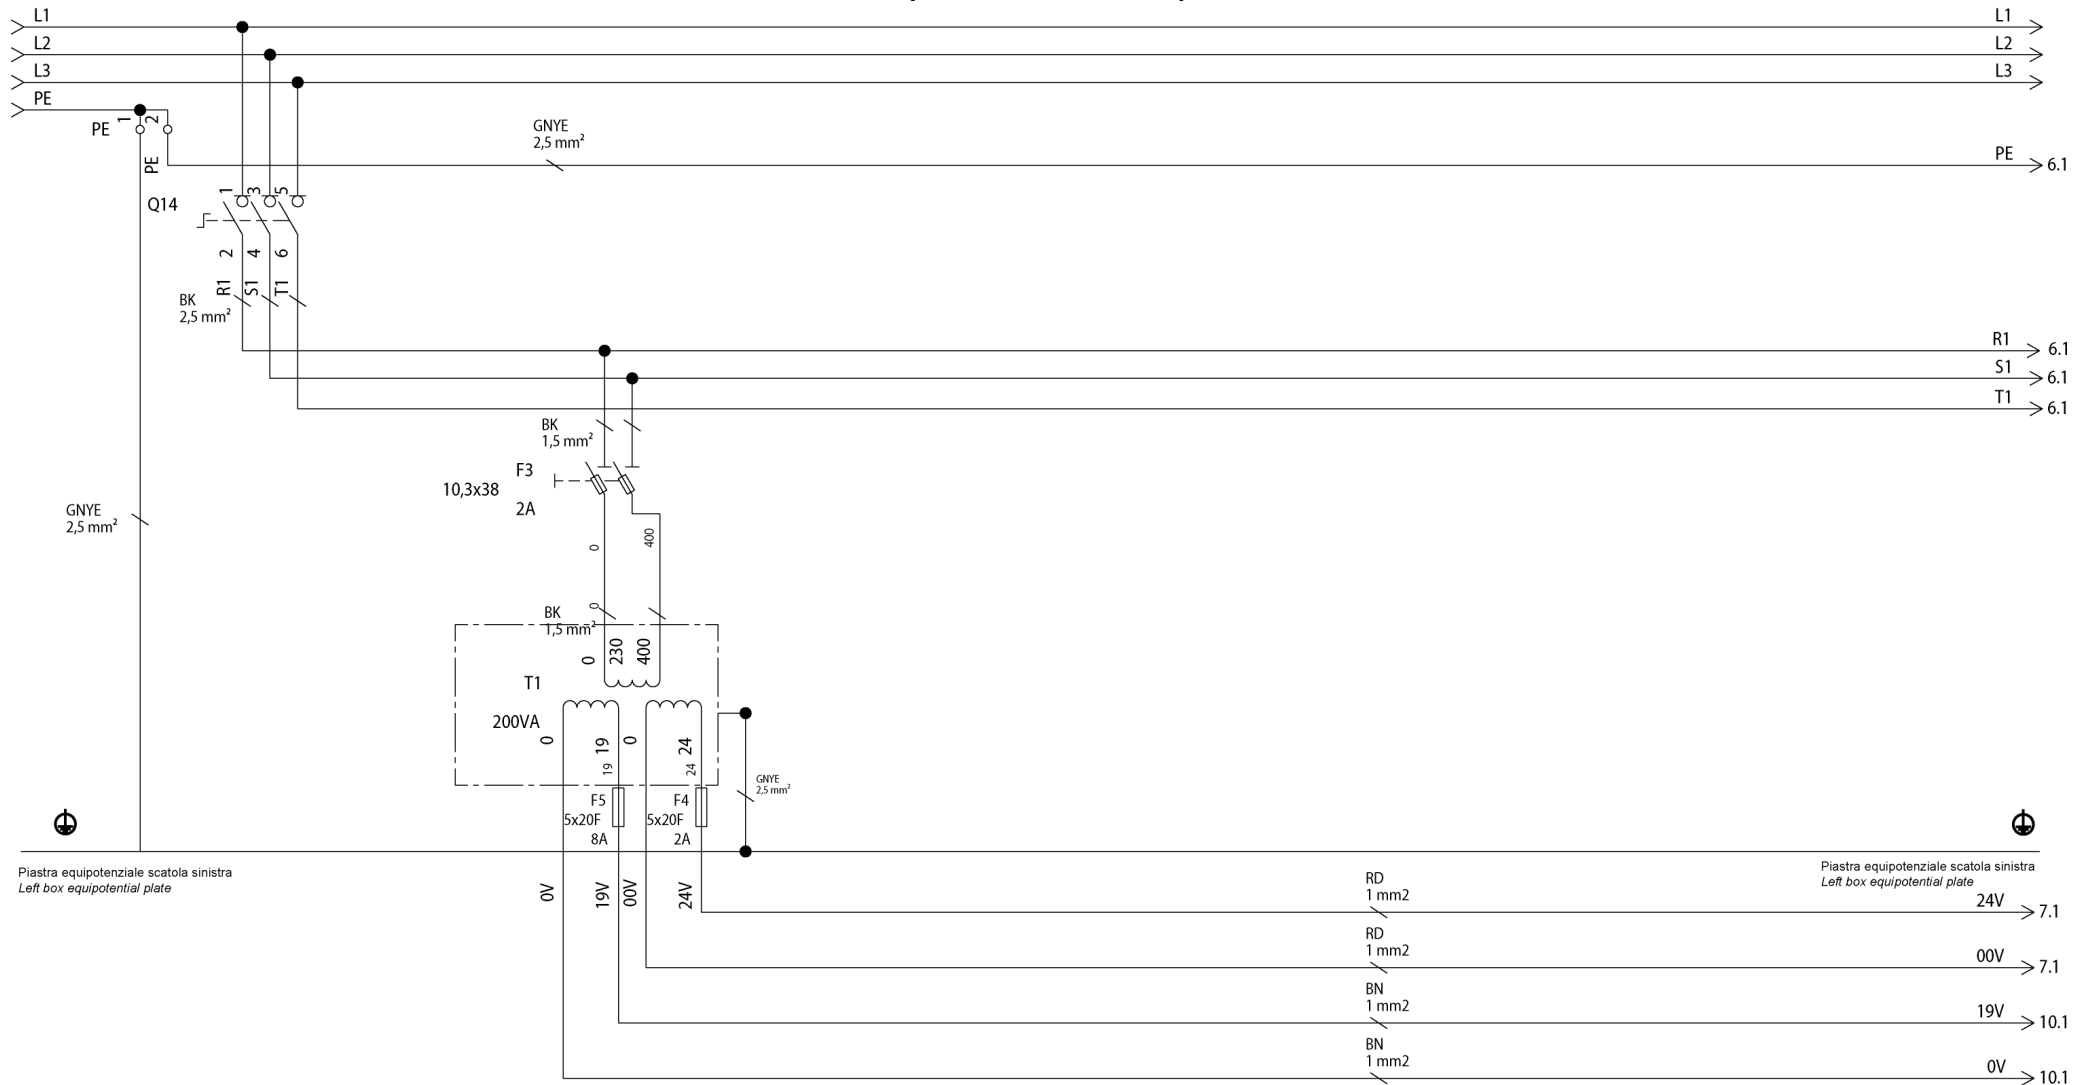 L1
L1
L2
L2
L3
L3
PE
1
2
PE
PE
GNYE
2,5 mm²
PE
6.1
Q14
1
3
5
2
4
6
R1
S1
T1
BK
2,5 mm²
R1
6.1
S1
6.1
T1
6.1
BK
1,5 mm²
F3
10,3x38
2A
GNYE
2,5 mm²
0
400
0
BK
1,5 mm²
0
230
400
T1
200VA
0
19
0
24
19
24
GNYE
2,5 mm²
F5
5x20F
8A
F4
5x20F
2A
Piastra equipotenziale scatola sinistra
Left box equipotential plate
Piastra equipotenziale scatola sinistra
Left box equipotential plate
0V
19V
00V
24V
RD
1 mm2
24V
7.1
RD
1 mm2
00V
7.1
BN
1 mm2
19V
10.1
BN
1 mm2
0V
10.1